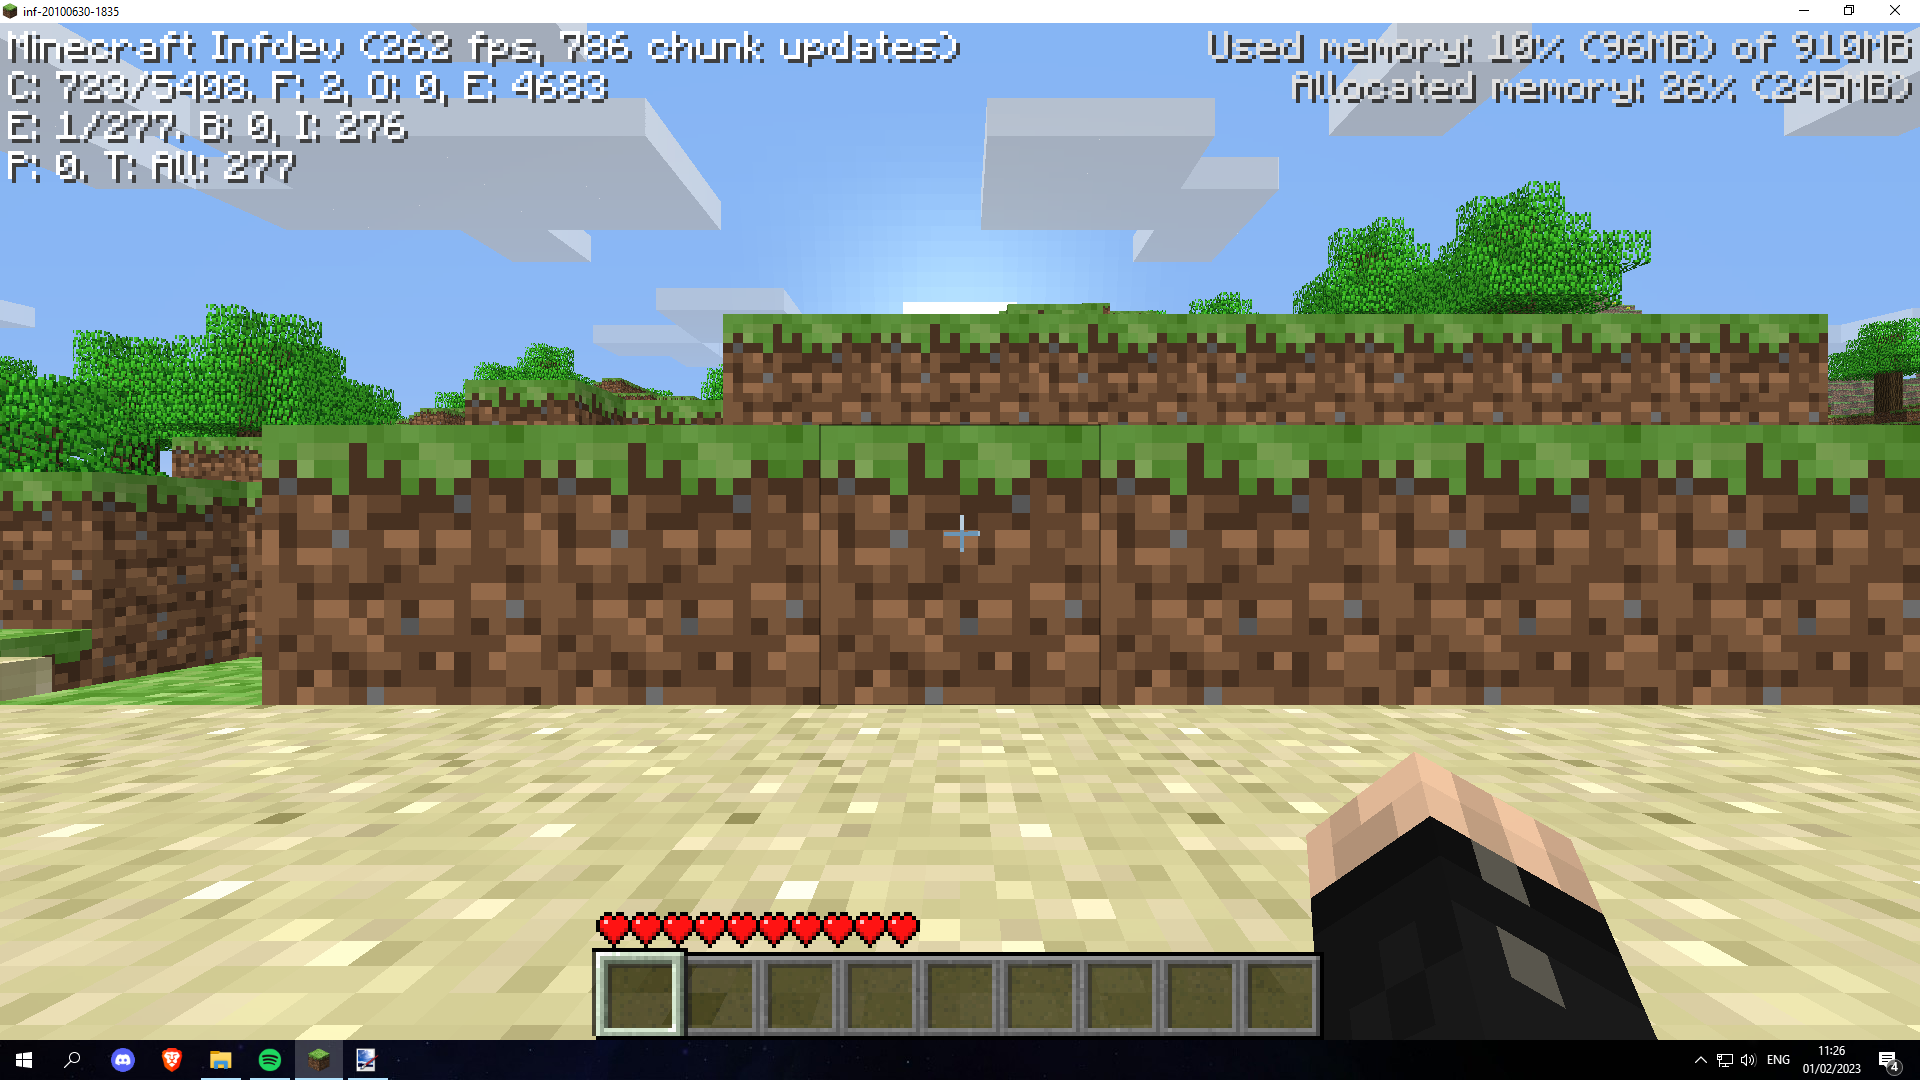 inf-20100630-1835
Minecraft Infdev (262 fps, 786 chunk updates)
C: 723/5408. F: 2, O: 0, E: 4683
E: 1/277. B: 0, I: 276
P: 0. T: All: 277
Used memory: 10% (96MB) of 910MB
Allocated memory: 26% (245MB)
ENG
11:26
01/02/2023
4